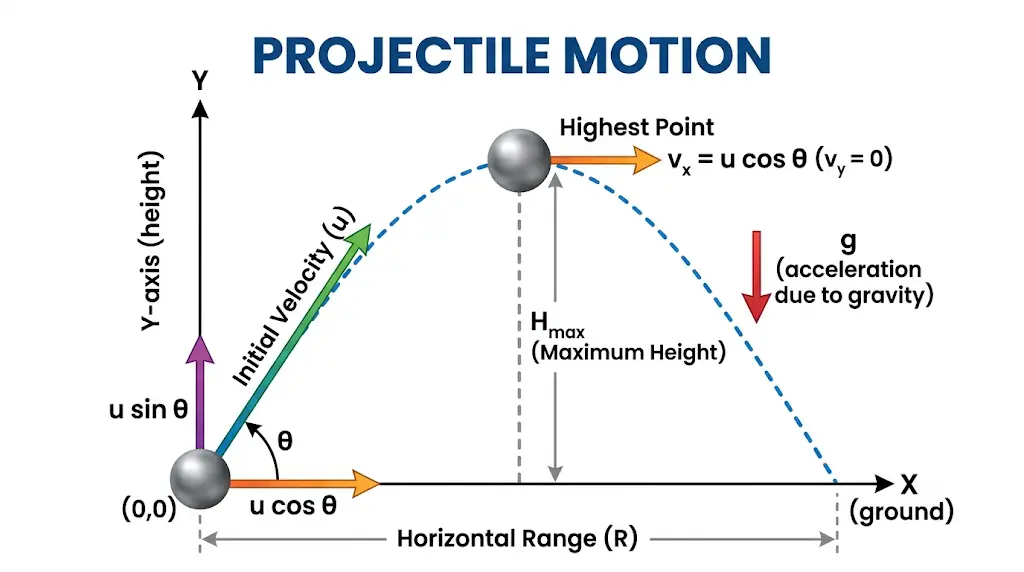 PROJECTILE MOTION
Y
Y-axis (height)
Highest Point
vₓ = u cos θ (vᵧ = 0)
Initial Velocity (u)
g
(acceleration
due to gravity)
Hmax
(Maximum Height)
u sin θ
θ
(0,0)
u cos θ
X
(ground)
Horizontal Range (R)